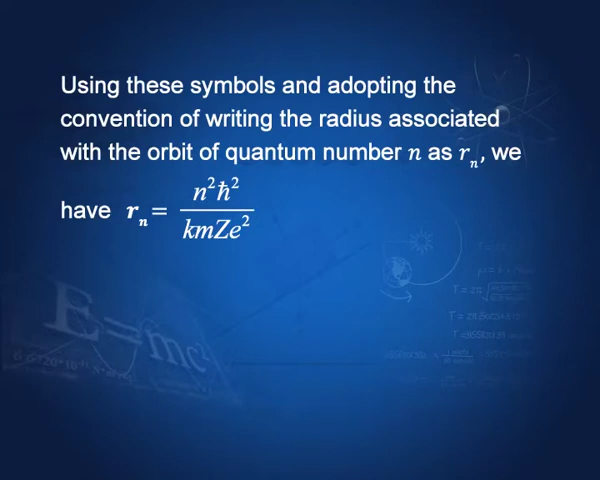 Using these symbols and adopting the
convention of writing the radius associated
with the orbit of quantum number n as rₙ, we
have rₙ = n²ħ² / kmZe²
E=mc²